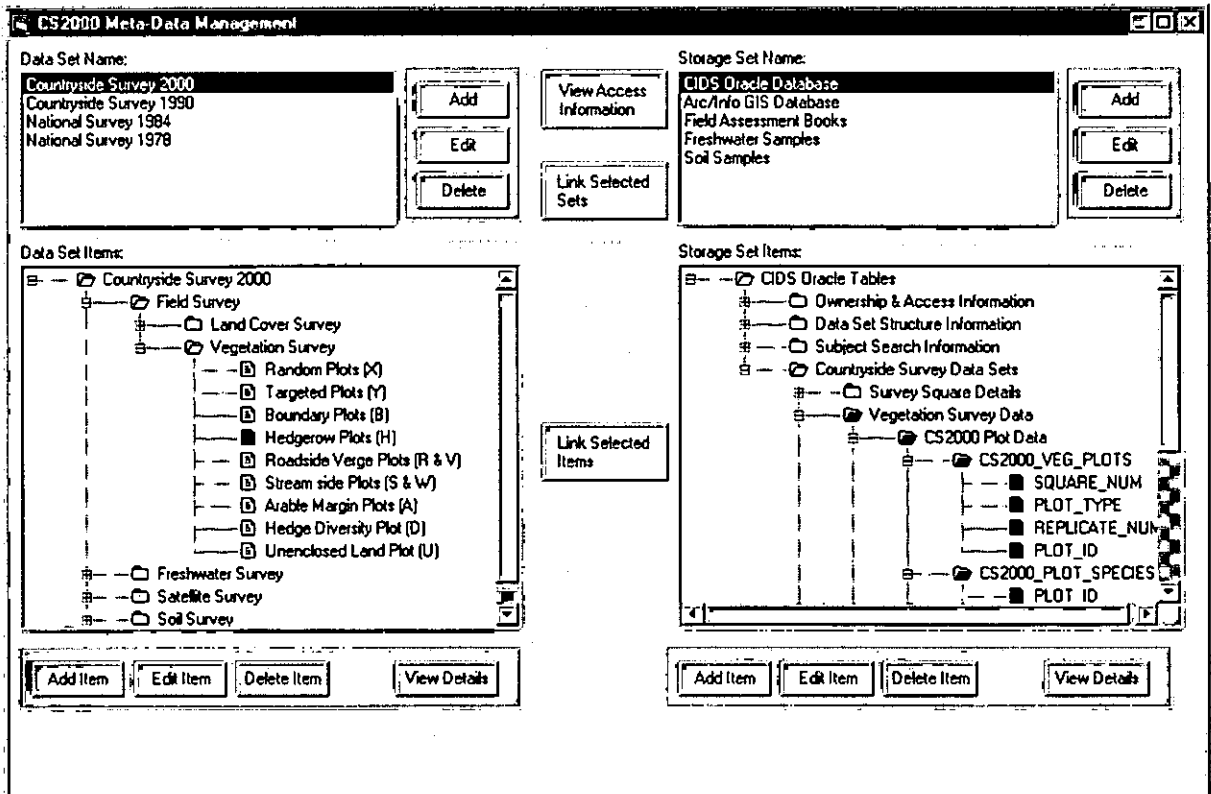 CS2000 Meta-Data Management
Data Set Name:
Countryside Survey 2000
Countryside Survey 1990
National Survey 1984
National Survey 1978
Add
Edit
Delete
View Access
Information
Link Selected
Sets
Storage Set Name:
CIDS Oracle Database
Arc/Info GIS Database
Field Assessment Books
Freshwater Samples
Soil Samples
Add
Edit
Delete
Data Set Items:
Countryside Survey 2000
Field Survey
Land Cover Survey
Vegetation Survey
Random Plots (X)
Targeted Plots (Y)
Boundary Plots (B)
Hedgerow Plots (H)
Roadside Verge Plots (R & V)
Stream side Plots (S & W)
Arable Margin Plots (A)
Hedge Diversity Plot (D)
Unenclosed Land Plot (U)
Freshwater Survey
Satellite Survey
Soil Survey
Link Selected
Items
Storage Set Items:
CIDS Oracle Tables
Ownership & Access Information
Data Set Structure Information
Subject Search Information
Countryside Survey Data Sets
Survey Square Details
Vegetation Survey Data
CS2000 Plot Data
CS2000_VEG_PLOTS
SQUARE_NUM
PLOT_TYPE
REPLICATE_NUM
PLOT_ID
CS2000_PLOT_SPECIES
PLOT_ID
Add Item
Edit Item
Delete Item
View Details
Add Item
Edit Item
Delete Item
View Details